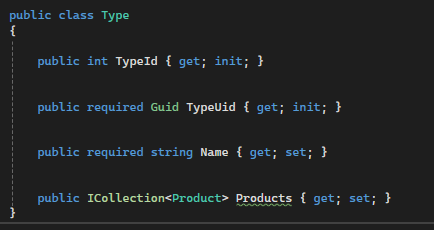 public class Type
{
public int TypeId { get; init; }
public required Guid TypeUid { get; init; }
public required string Name { get; set; }
public ICollection<Product> Products { get; set; }
}